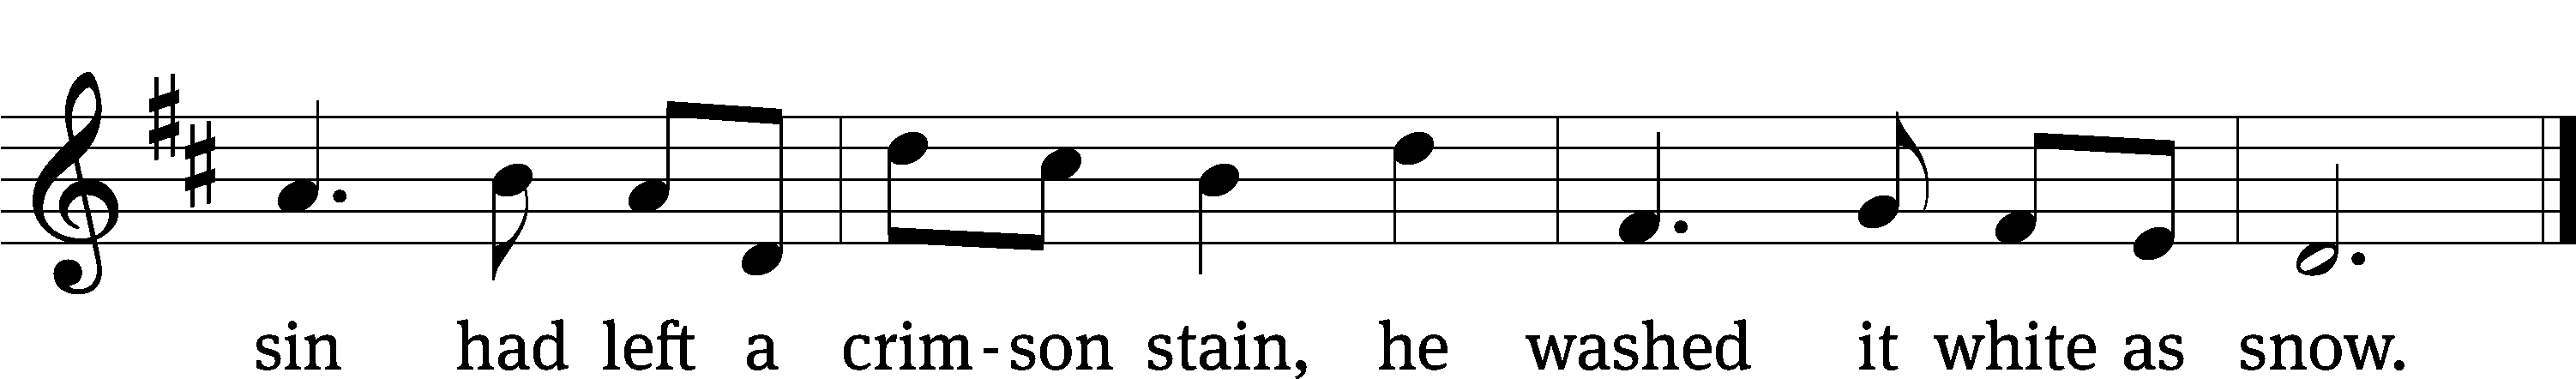 sin had left a crim-son stain, he washed it white as snow.